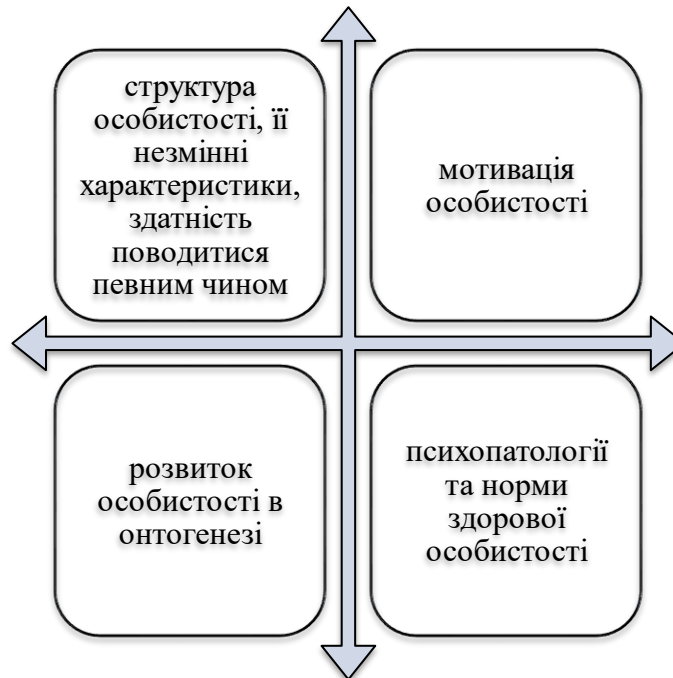 структура
особистості, її
незмінні
характеристики,
здатність
поводитися
певним чином
мотивація
особистості
розвиток
особистості в
онтогенезі
психопатології
та норми
здорової
особистості